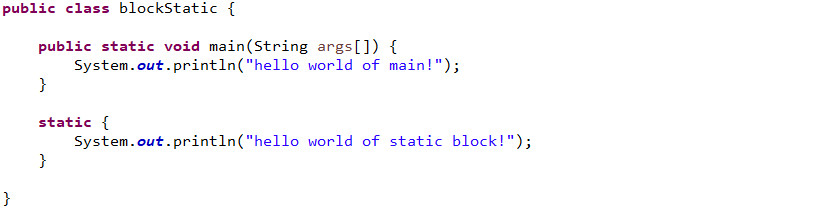 public class blockStatic {
public static void main(String args[]) {
System.out.println("hello world of main!");
}
static {
System.out.println("hello world of static block!");
}
}